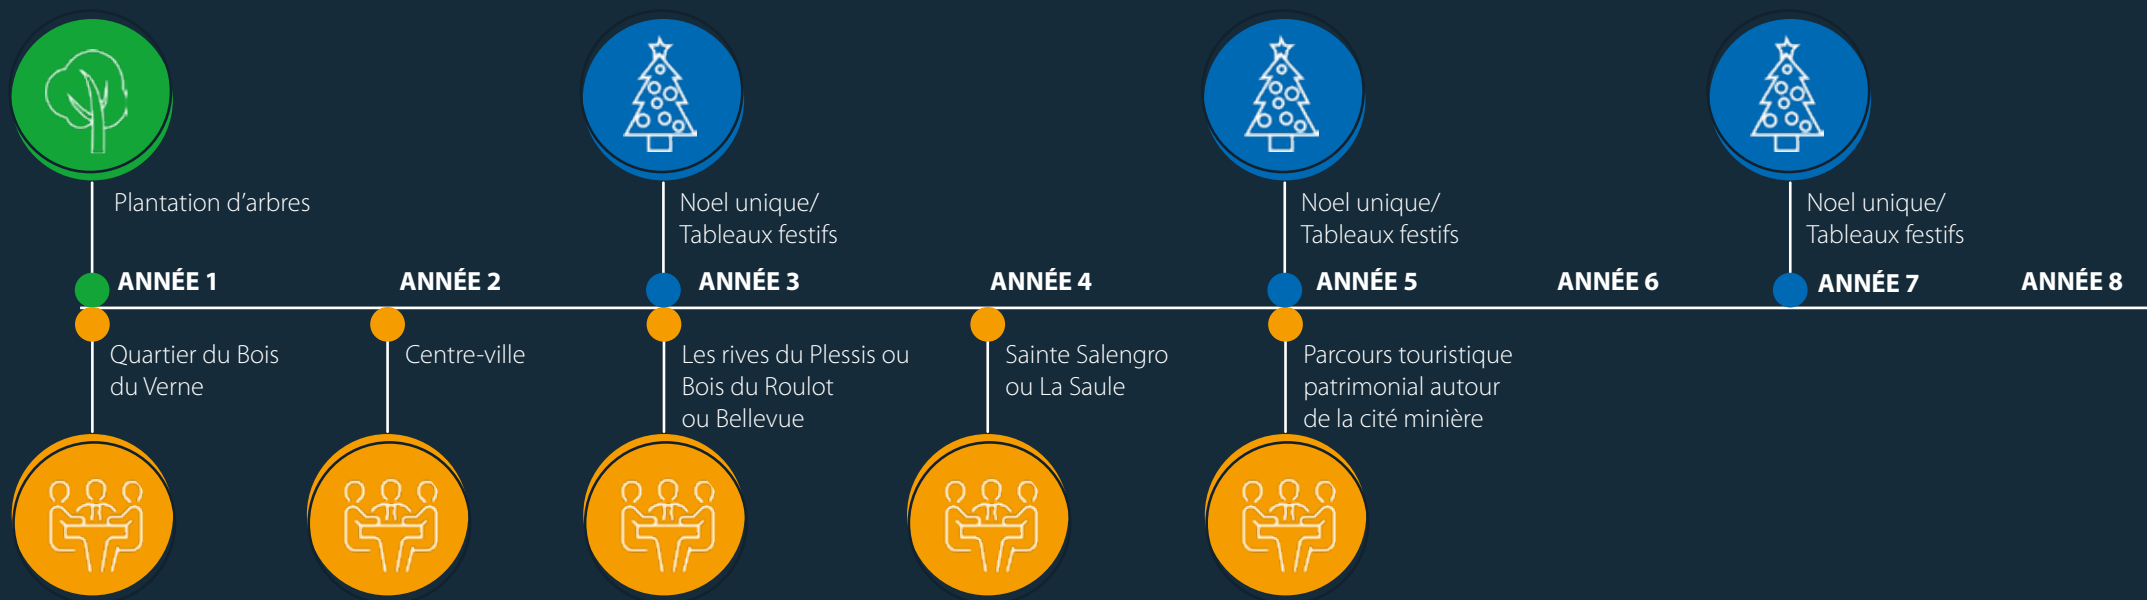 Plantation d'arbres
Noel unique/
Tableaux festifs
Noel unique/
Tableaux festifs
Noel unique/
Tableaux festifs
ANNÉE 1
ANNÉE 2
ANNÉE 3
ANNÉE 4
ANNÉE 5
ANNÉE 6
ANNÉE 7
ANNÉE 8
Quartier du Bois
du Verne
Centre-ville
Les rives du Plessis ou
Bois du Roulot
ou Bellevue
Sainte Salengro
ou La Saule
Parcours touristique
patrimonial autour
de la cité minière